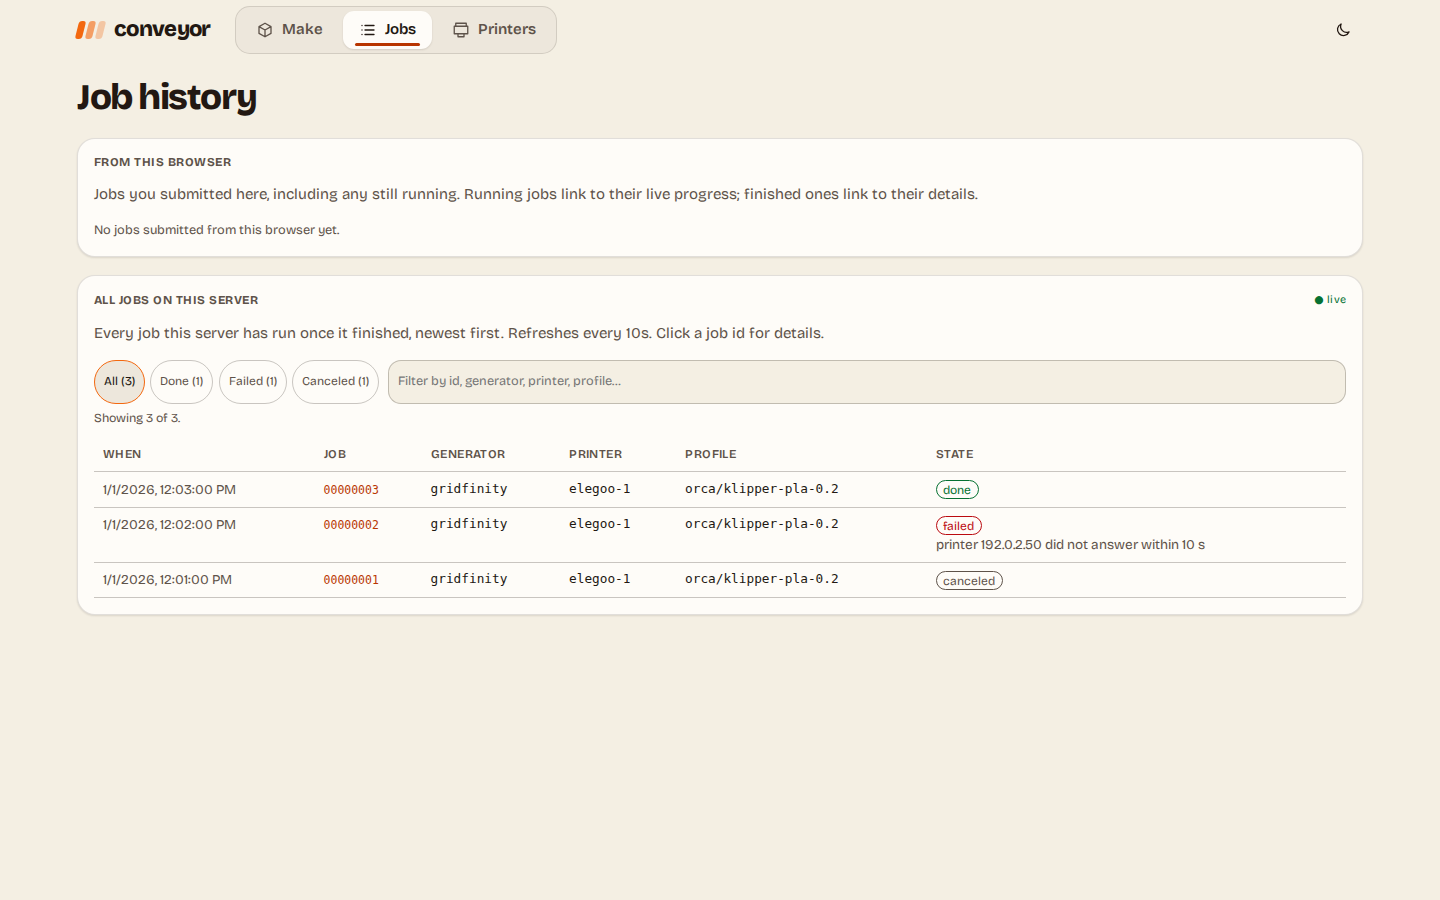 conveyor
Make
Jobs
Printers
Job history
FROM THIS BROWSER
Jobs you submitted here, including any still running. Running jobs link to their live progress; finished ones link to their details.
No jobs submitted from this browser yet.
ALL JOBS ON THIS SERVER
live
Every job this server has run once it finished, newest first. Refreshes every 10s. Click a job id for details.
All (3)
Done (1)
Failed (1)
Canceled (1)
Filter by id, generator, printer, profile...
Showing 3 of 3.
WHEN JOB GENERATOR PRINTER PROFILE STATE
1/1/2026, 12:03:00 PM 00000003 gridfinity elegoo-1 orca/klipper-pla-0.2 done
1/1/2026, 12:02:00 PM 00000002 gridfinity elegoo-1 orca/klipper-pla-0.2 failed
printer 192.0.2.50 did not answer within 10 s
1/1/2026, 12:01:00 PM 00000001 gridfinity elegoo-1 orca/klipper-pla-0.2 canceled